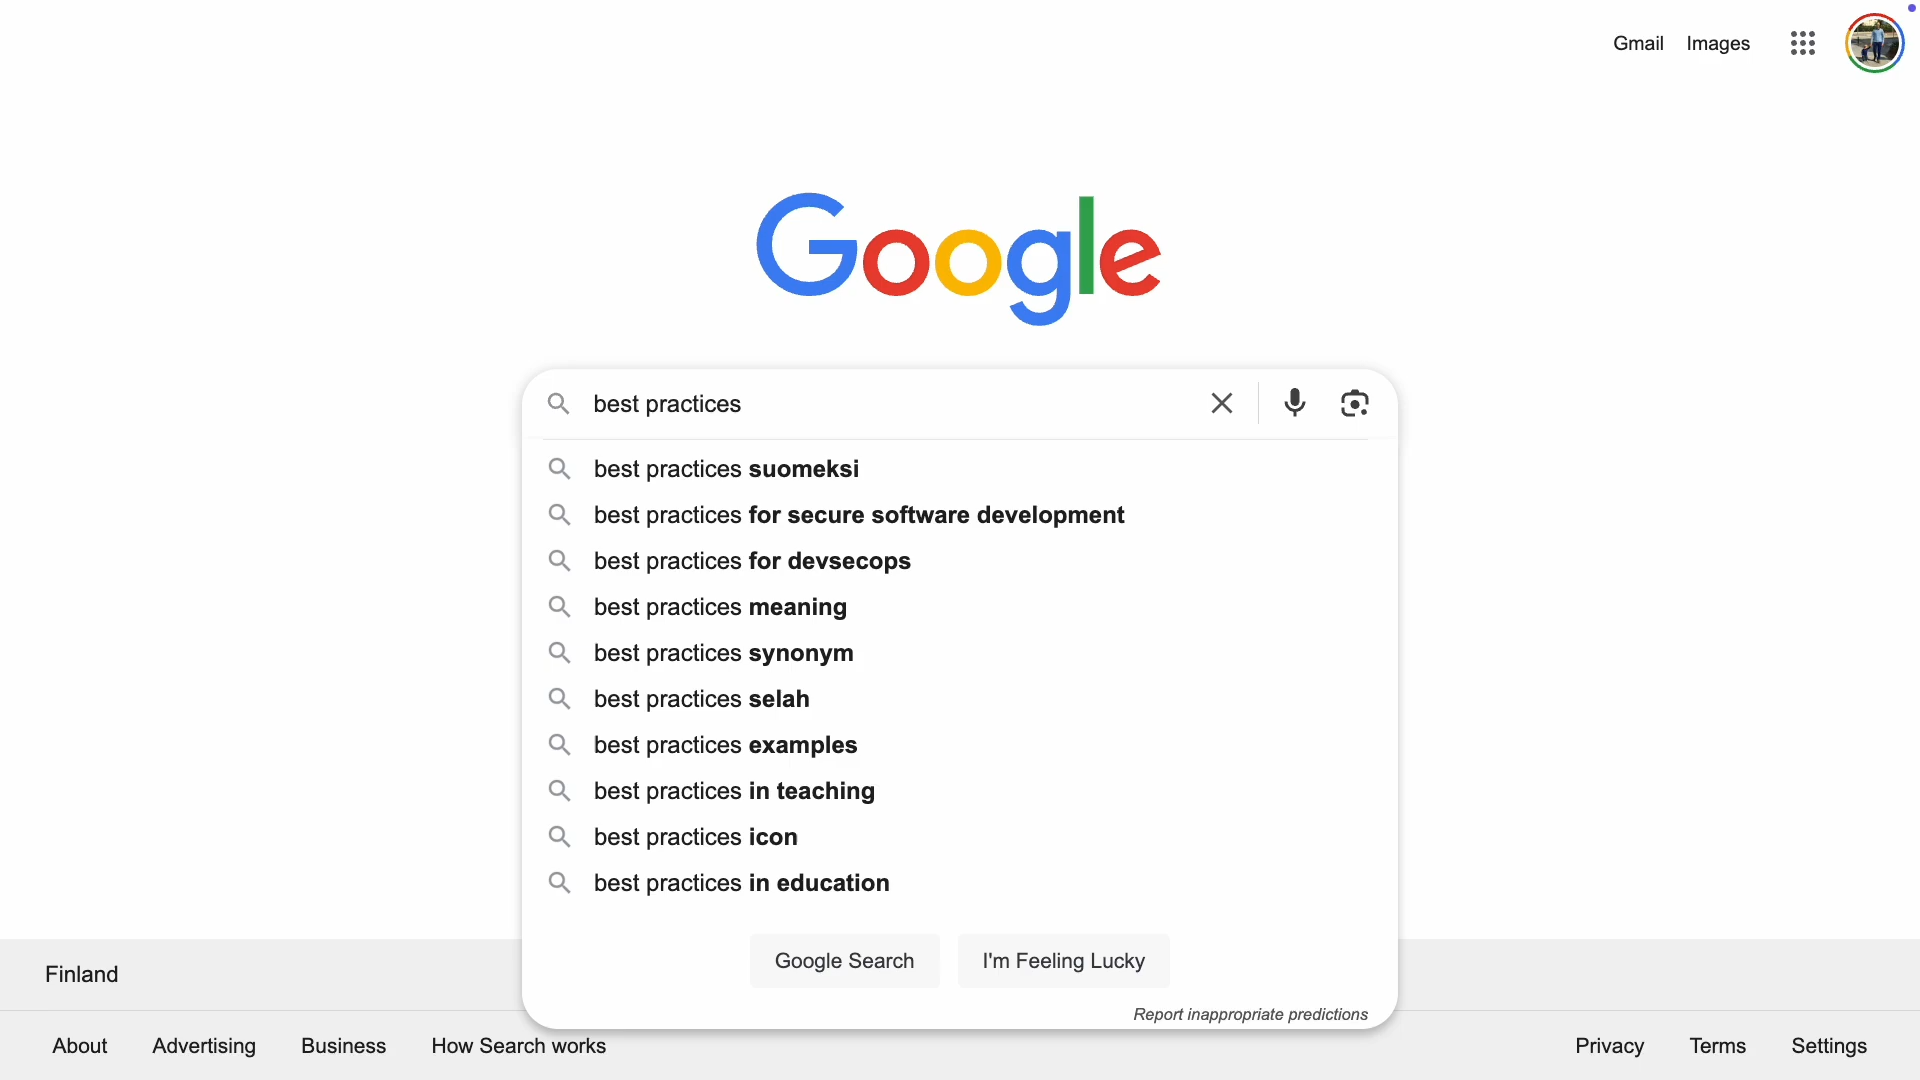 Gmail Images
Google
best practices
best practices suomeksi
best practices for secure software development
best practices for devsecops
best practices meaning
best practices synonym
best practices selah
best practices examples
best practices in teaching
best practices icon
best practices in education
Google Search I'm Feeling Lucky
Report inappropriate predictions
Finland
About Advertising Business How Search works Privacy Terms Settings